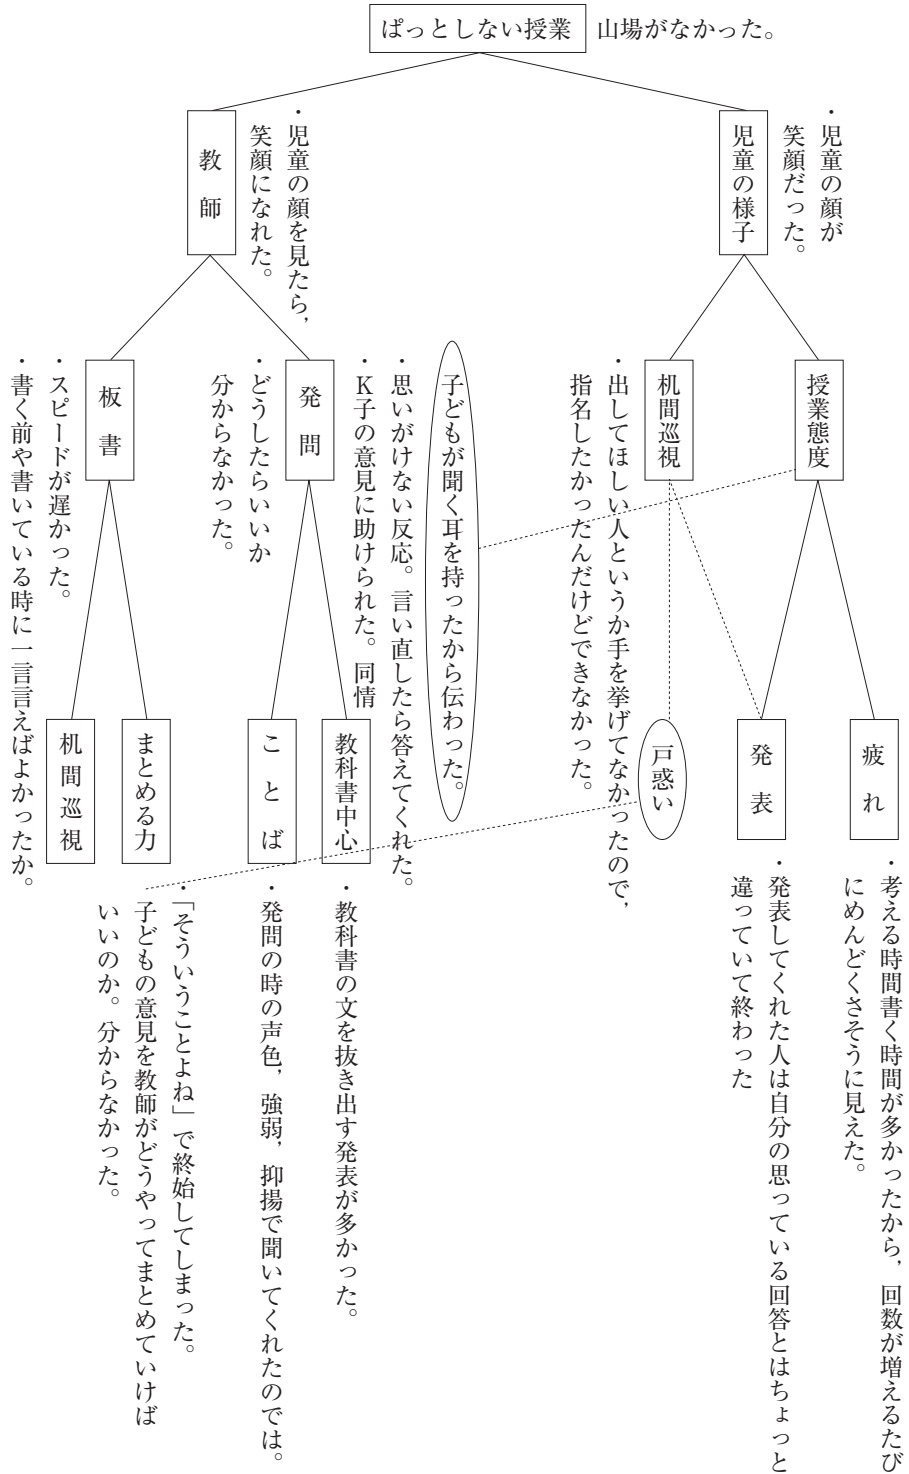 ぱっとしない授業
山場がなかった。
児童の様子
・児童の顔が
笑顔だった。
授業態度
疲れ
・考える時間書く時間が多かったから，回数が増えるたび
にめんどくさそうに見えた。
発表
・発表してくれた人は自分の思っている回答とはちょっと
違っていて終わった
机間巡視
・出してほしい人というか手を挙げてなかったので，
指名したかったんだけどできなかった。
戸惑い
子どもが聞く耳を持ったから伝わった。
教師
・児童の顔を見たら，
笑顔になれた。
発問
・思いがけない反応。言い直したら答えてくれた。
・K子の意見に助けられた。同情
・どうしたらいいか
分からなかった。
教科書中心
・教科書の文を抜き出す発表が多かった。
ことば
・発問の時の声色，強弱，抑揚で聞いてくれたのでは。
板書
・スピードが遅かった。
・書く前や書いている時に一言言えばよかったか。
まとめる力
・「そういうことよね」で終始してしまった。
子どもの意見を教師がどうやってまとめていけば
いいのか。分からなかった。
机間巡視